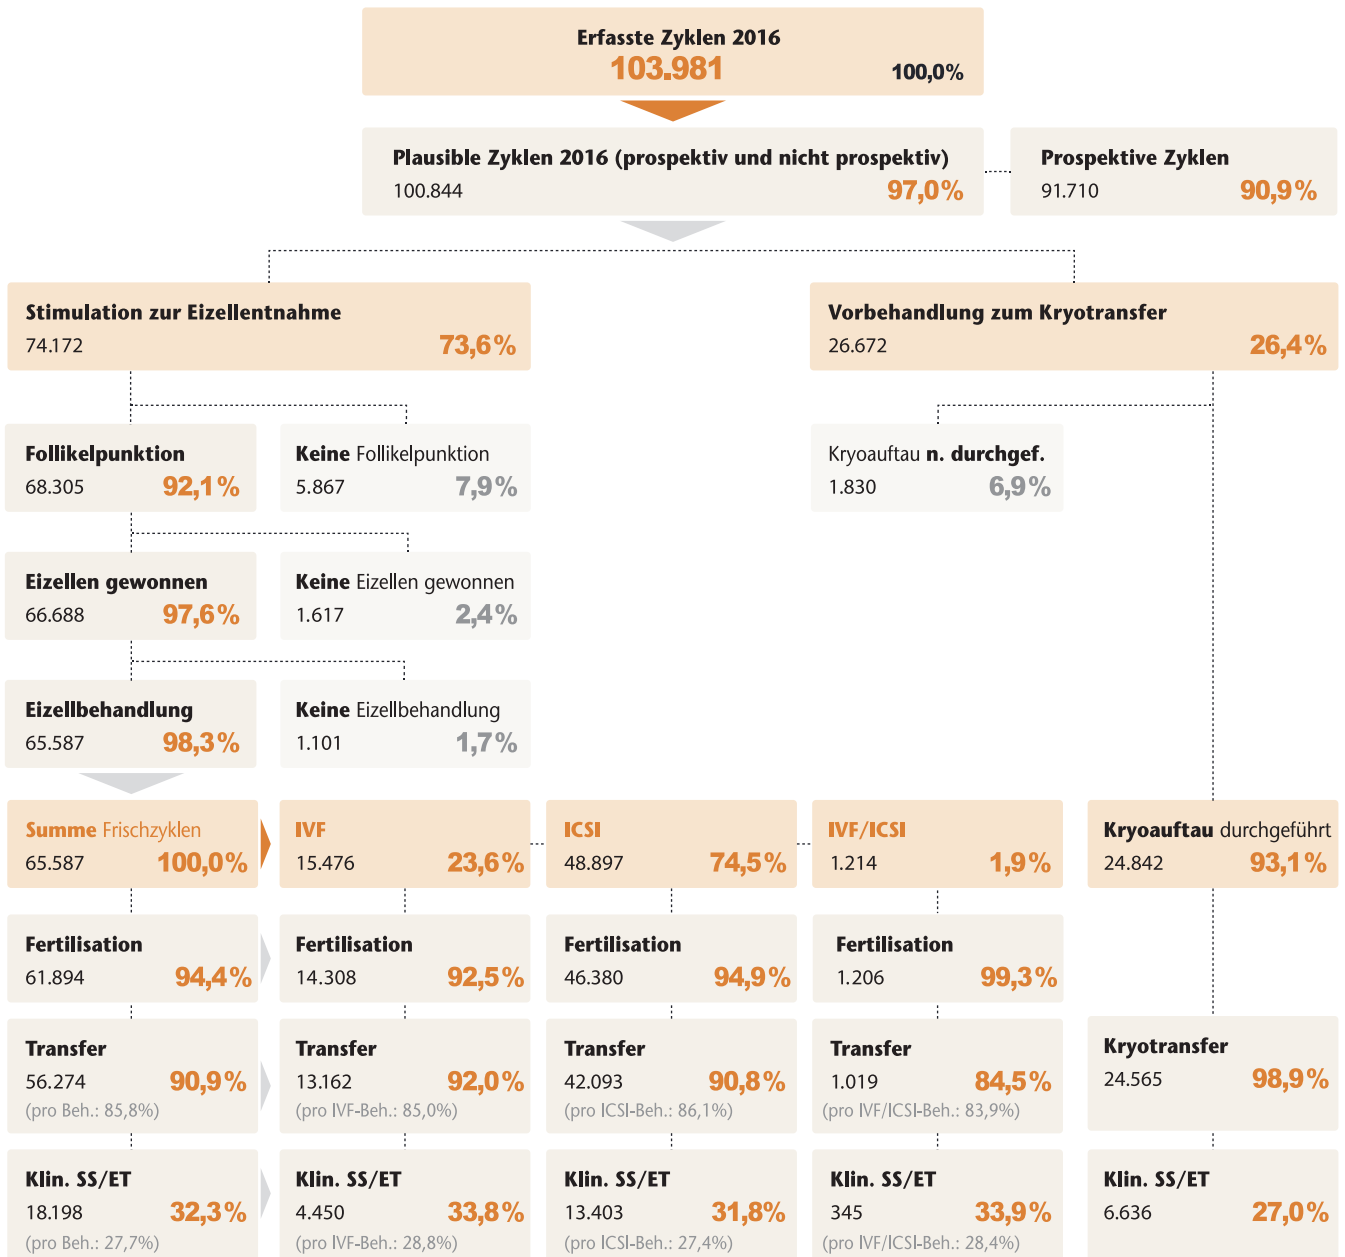 Erfasste Zyklen 2016
103.981 100,0%
Plausible Zyklen 2016 (prospektiv und nicht prospektiv)
100.844 97,0%
Prospektive Zyklen
91.710 90,9%
Stimulation zur Eizellentnahme
74.172 73,6%
Vorbehandlung zum Kryotransfer
26.672 26,4%
Follikelpunktion
68.305 92,1%
Keine Follikelpunktion
5.867 7,9%
Kryoauftau n. durchgef.
1.830 6,9%
Eizellen gewonnen
66.688 97,6%
Keine Eizellen gewonnen
1.617 2,4%
Eizellbehandlung
65.587 98,3%
Keine Eizellbehandlung
1.101 1,7%
Summe Frischzyklen
65.587 100,0%
IVF
15.476 23,6%
ICSI
48.897 74,5%
IVF/ICSI
1.214 1,9%
Kryoauftau durchgeführt
24.842 93,1%
Fertilisation
61.894 94,4%
Fertilisation
14.308 92,5%
Fertilisation
46.380 94,9%
Fertilisation
1.206 99,3%
Transfer
56.274 90,9%
(pro Beh.: 85,8%)
Transfer
13.162 92,0%
(pro IVF-Beh.: 85,0%)
Transfer
42.093 90,8%
(pro ICSI-Beh.: 86,1%)
Transfer
1.019 84,5%
(pro IVF/ICSI-Beh.: 83,9%)
Kryotransfer
24.565 98,9%
Klin. SS/ET
18.198 32,3%
(pro Beh.: 27,7%)
Klin. SS/ET
4.450 33,8%
(pro IVF-Beh.: 28,8%)
Klin. SS/ET
13.403 31,8%
(pro ICSI-Beh.: 27,4%)
Klin. SS/ET
345 33,9%
(pro IVF/ICSI-Beh.: 28,4%)
Klin. SS/ET
6.636 27,0%